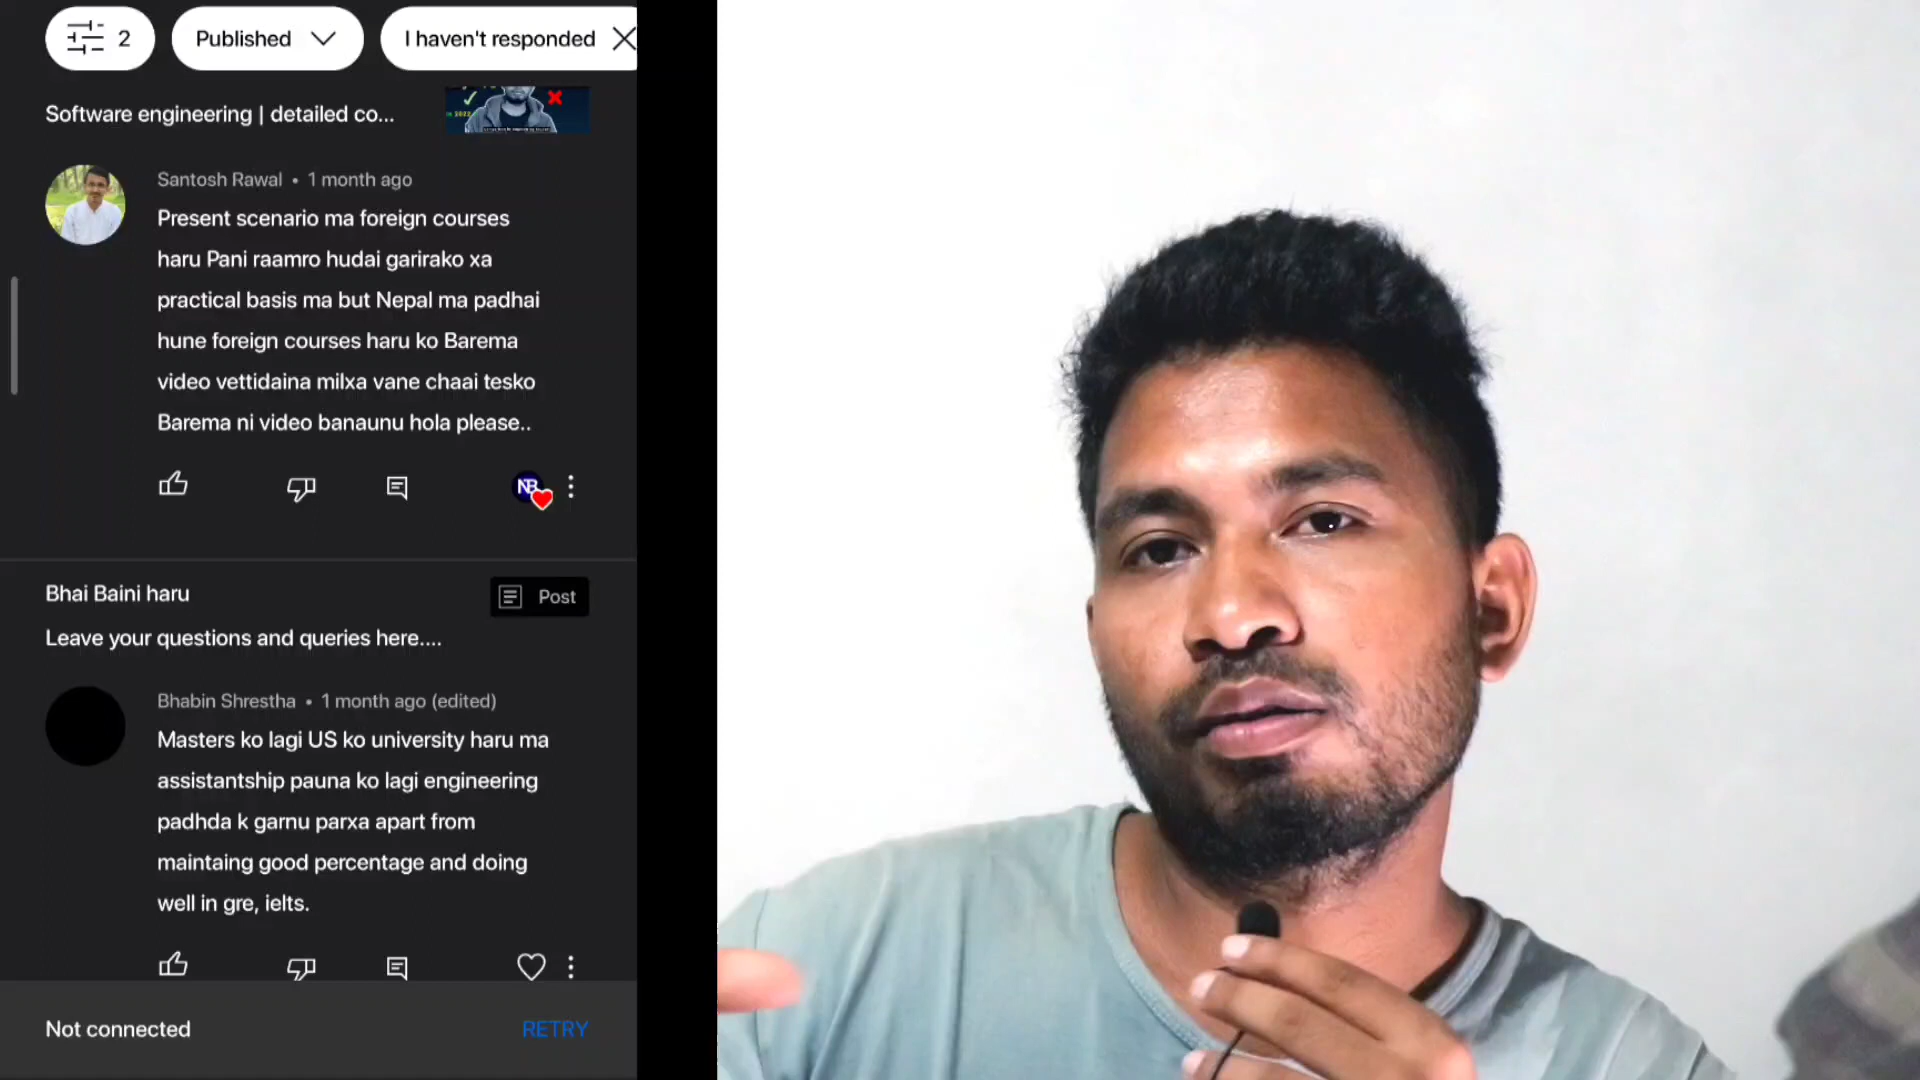 2
Published
I haven't responded
Software engineering | detailed co...
Santosh Rawal • 1 month ago
Present scenario ma foreign courses
haru Pani raamro hudai garirako xa
practical basis ma but Nepal ma padhai
hune foreign courses haru ko Barema
video vettidaina milxa vane chaai tesko
Barema ni video banaunu hola please..
NB
Bhai Baini haru
Post
Leave your questions and queries here....
Bhabin Shrestha • 1 month ago (edited)
Masters ko lagi US ko university haru ma
assistantship pauna ko lagi engineering
padhda k garnu parxa apart from
maintaing good percentage and doing
well in gre, ielts.
Not connected
RETRY